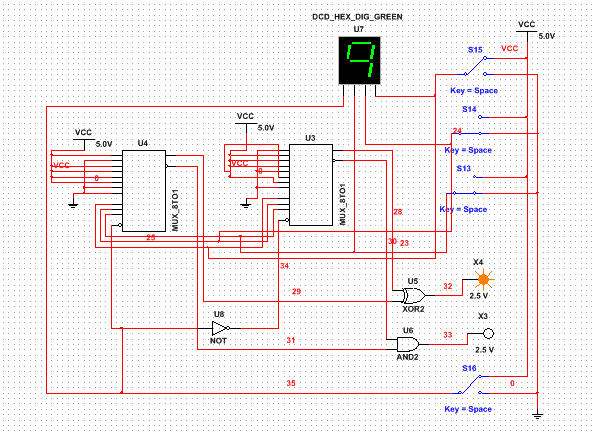 DCD_HEX_DIG_GREEN
U7
9
VCC
5.0V
S15
VCC
Key = Space
S14
24
Key = Space
S13
Key = Space
VCC
5.0V
U4
VCC
0
MUX_8TO1
VCC
5.0V
U3
VCC
0
MUX_8TO1
28
25
30
23
34
X4
U5
32
29
2.5 V
XOR2
X3
U8
U6
33
NOT
31
2.5 V
AND2
S16
35
0
Key = Space